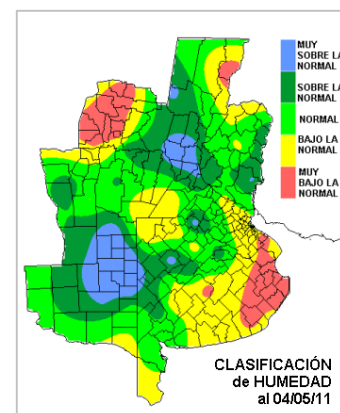 MUY
SOBRE LA
NORMAL
SOBRE LA
NORMAL
NORMAL
BAJO LA
NORMAL
MUY
BAJO LA
NORMAL
CLASIFICACIÓN
de HUMEDAD
al 04/05/11